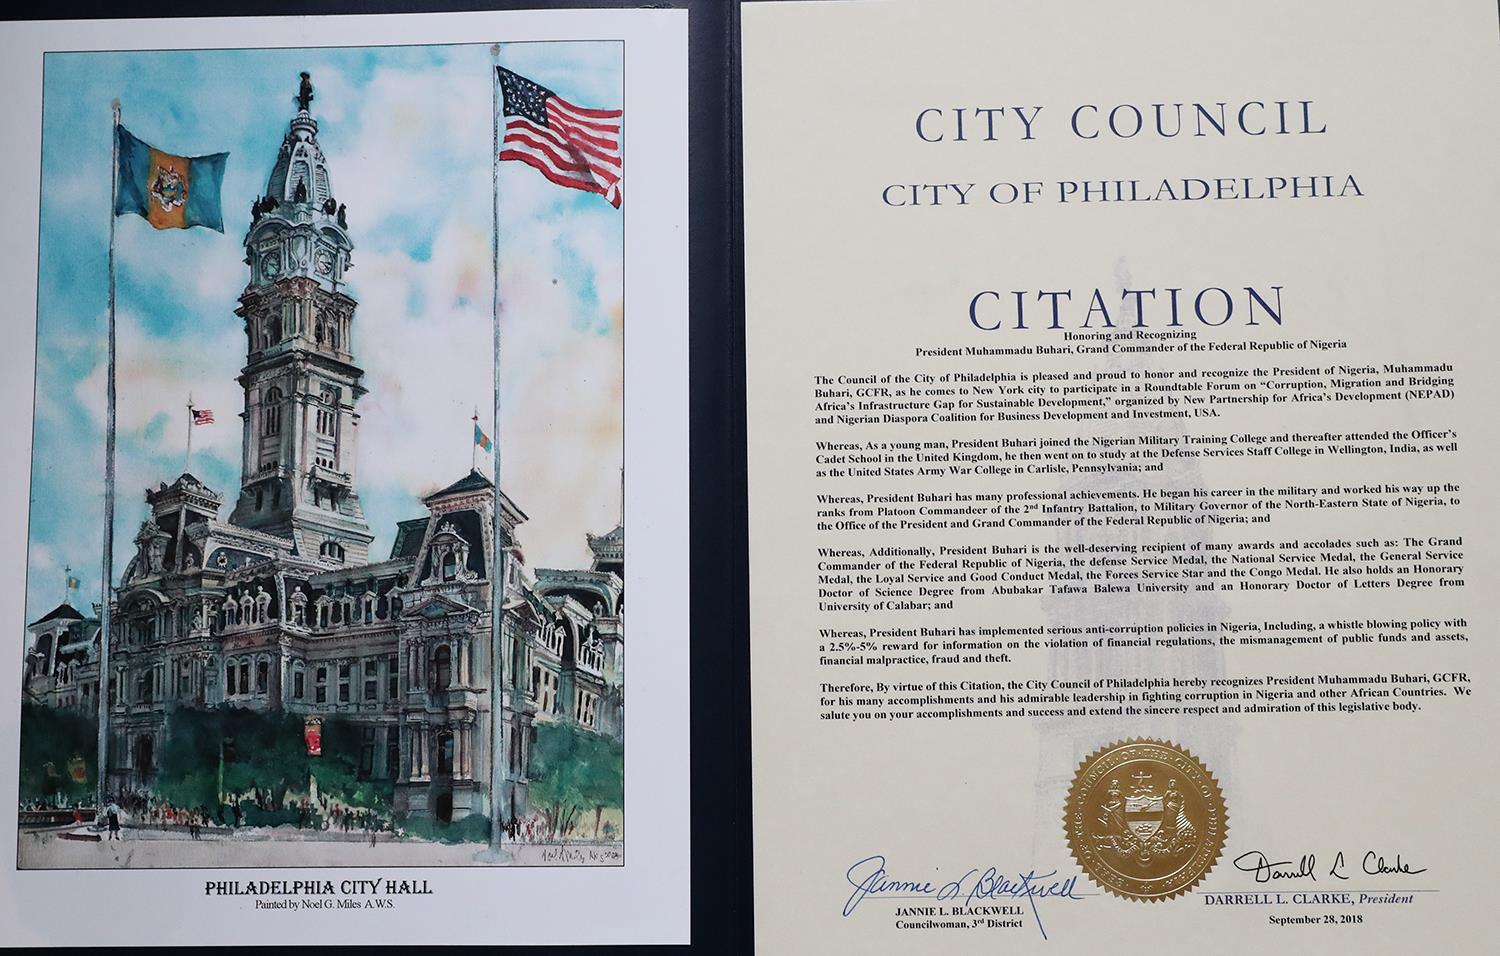 PHILADELPHIA CITY HALL
Painted by Noel G. Miles A.W.S.
CITY COUNCIL
CITY OF PHILADELPHIA
CITATION
Honoring and Recognizing
President Muhammadu Buhari, Grand Commander of the Federal Republic of Nigeria
The Council of the City of Philadelphia is pleased and proud to honor and recognize the President of Nigeria, Muhammadu
Buhari, GCFR, as he comes to New York city to participate in a Roundtable Forum on “Corruption, Migration and Bridging
Africa’s Infrastructure Gap for Sustainable Development,” organized by New Partnership for Africa’s Development (NEPAD)
and Nigerian Diaspora Coalition for Business Development and Investment, USA.
Whereas, As a young man, President Buhari joined the Nigerian Military Training College and thereafter attended the Officer’s
Cadet School in the United Kingdom, he then went on to study at the Defense Services Staff College in Wellington, India, as well
as the United States Army War College in Carlisle, Pennsylvania; and
Whereas, President Buhari has many professional achievements. He began his career in the military and worked his way up the
ranks from Platoon Commandeer of the 2nd Infantry Battalion, to Military Governor of the North-Eastern State of Nigeria, to
the Office of the President and Grand Commander of the Federal Republic of Nigeria; and
Whereas, Additionally, President Buhari is the well-deserving recipient of many awards and accolades such as: The Grand
Commander of the Federal Republic of Nigeria, the defense Service Medal, the National Service Medal, the General Service
Medal, the Loyal Service and Good Conduct Medal, the Forces Service Star and the Congo Medal. He also holds an Honorary
Doctor of Science Degree from Abubakar Tafawa Balewa University and an Honorary Doctor of Letters Degree from
University of Calabar; and
Whereas, President Buhari has implemented serious anti-corruption policies in Nigeria, Including, a whistle blowing policy with
a 2.5%-5% reward for information on the violation of financial regulations, the mismanagement of public funds and assets,
financial malpractice, fraud and theft.
Therefore, By virtue of this Citation, the City Council of Philadelphia hereby recognizes President Muhammadu Buhari, GCFR,
for his many accomplishments and his admirable leadership in fighting corruption in Nigeria and other African Countries. We
salute you on your accomplishments and success and extend the sincere respect and admiration of this legislative body.
Jannie L. Blackwell
JANNIE L. BLACKWELL
Councilwoman, 3rd District
Darrell L Clarke
DARRELL L. CLARKE, President
September 28, 2018